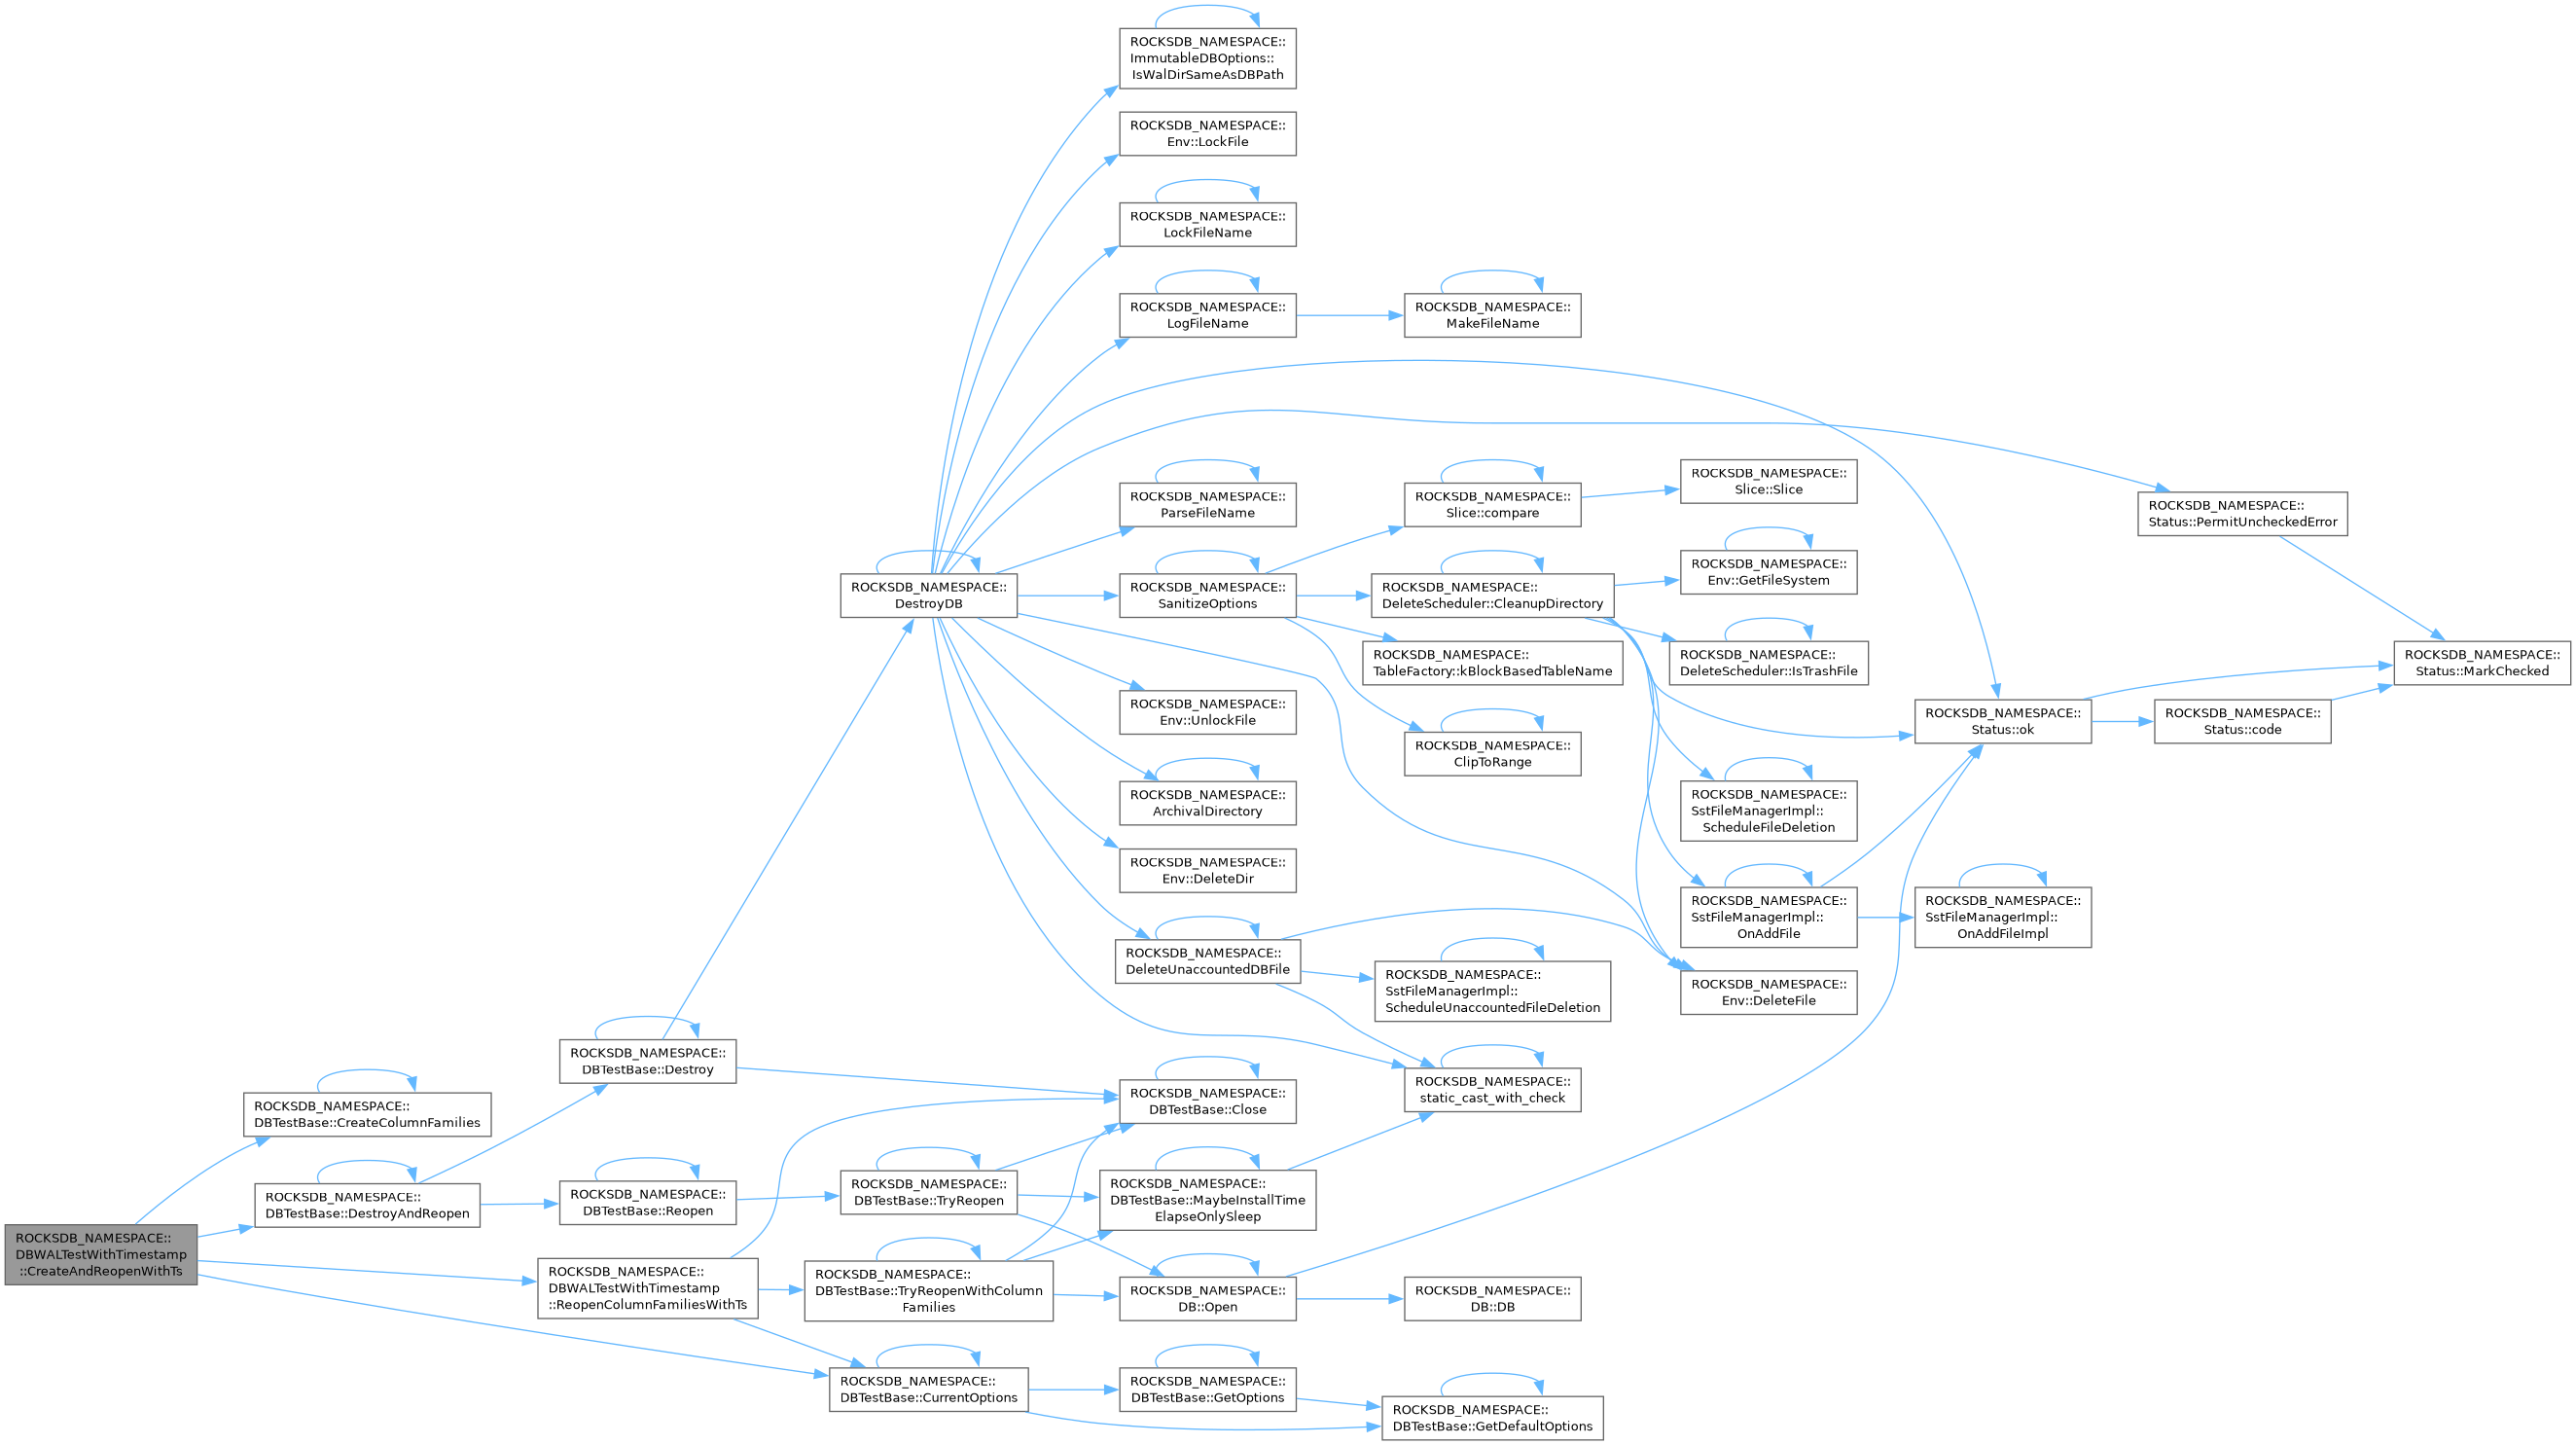 ROCKSDB_NAMESPACE::
ImmutableDBOptions::
IsWalDirSameAsDBPath
ROCKSDB_NAMESPACE::
Env::LockFile
ROCKSDB_NAMESPACE::
LockFileName
ROCKSDB_NAMESPACE::
LogFileName
ROCKSDB_NAMESPACE::
MakeFileName
ROCKSDB_NAMESPACE::
ParseFileName
ROCKSDB_NAMESPACE::
Slice::compare
ROCKSDB_NAMESPACE::
Slice::Slice
ROCKSDB_NAMESPACE::
Status::PermitUncheckedError
ROCKSDB_NAMESPACE::
DestroyDB
ROCKSDB_NAMESPACE::
SanitizeOptions
ROCKSDB_NAMESPACE::
DeleteScheduler::CleanupDirectory
ROCKSDB_NAMESPACE::
Env::GetFileSystem
ROCKSDB_NAMESPACE::
TableFactory::kBlockBasedTableName
ROCKSDB_NAMESPACE::
DeleteScheduler::IsTrashFile
ROCKSDB_NAMESPACE::
Status::MarkChecked
ROCKSDB_NAMESPACE::
Env::UnlockFile
ROCKSDB_NAMESPACE::
ClipToRange
ROCKSDB_NAMESPACE::
Status::ok
ROCKSDB_NAMESPACE::
Status::code
ROCKSDB_NAMESPACE::
ArchivalDirectory
ROCKSDB_NAMESPACE::
SstFileManagerImpl::
ScheduleFileDeletion
ROCKSDB_NAMESPACE::
Env::DeleteDir
ROCKSDB_NAMESPACE::
SstFileManagerImpl::
OnAddFile
ROCKSDB_NAMESPACE::
SstFileManagerImpl::
OnAddFileImpl
ROCKSDB_NAMESPACE::
DeleteUnaccountedDBFile
ROCKSDB_NAMESPACE::
SstFileManagerImpl::
ScheduleUnaccountedFileDeletion
ROCKSDB_NAMESPACE::
Env::DeleteFile
ROCKSDB_NAMESPACE::
DBTestBase::Destroy
ROCKSDB_NAMESPACE::
DBTestBase::Close
ROCKSDB_NAMESPACE::
static_cast_with_check
ROCKSDB_NAMESPACE::
DBTestBase::CreateColumnFamilies
ROCKSDB_NAMESPACE::
DBTestBase::DestroyAndReopen
ROCKSDB_NAMESPACE::
DBTestBase::Reopen
ROCKSDB_NAMESPACE::
DBTestBase::TryReopen
ROCKSDB_NAMESPACE::
DBTestBase::MaybeInstallTime
ElapseOnlySleep
ROCKSDB_NAMESPACE::
DBWALTestWithTimestamp
::CreateAndReopenWithTs
ROCKSDB_NAMESPACE::
DBWALTestWithTimestamp
::ReopenColumnFamiliesWithTs
ROCKSDB_NAMESPACE::
DBTestBase::TryReopenWithColumn
Families
ROCKSDB_NAMESPACE::
DB::Open
ROCKSDB_NAMESPACE::
DB::DB
ROCKSDB_NAMESPACE::
DBTestBase::CurrentOptions
ROCKSDB_NAMESPACE::
DBTestBase::GetOptions
ROCKSDB_NAMESPACE::
DBTestBase::GetDefaultOptions